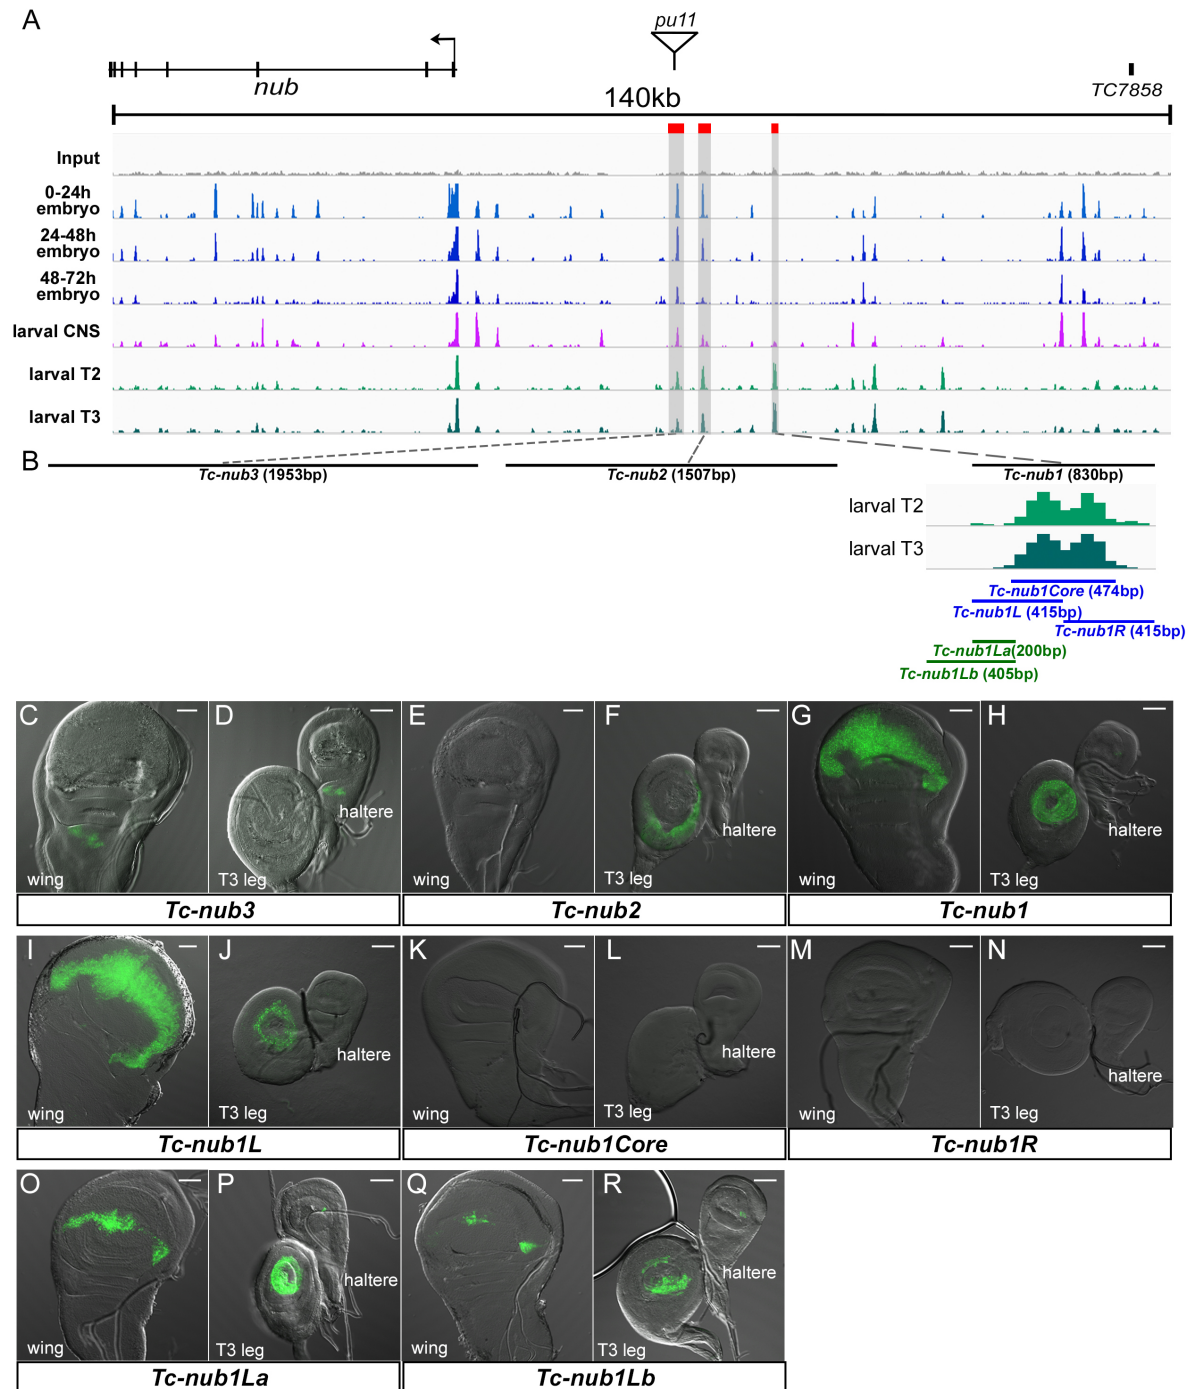 A
pu11
nub
TC7858
140kb
Input
0-24h
embryo
24-48h
embryo
48-72h
embryo
larval CNS
larval T2
larval T3
B
Tc-nub3 (1953bp)
Tc-nub2 (1507bp)
Tc-nub1 (830bp)
larval T2
larval T3
Tc-nub1Core (474bp)
Tc-nub1L (415bp)
Tc-nub1R (415bp)
Tc-nub1La(200bp)
Tc-nub1Lb (405bp)
C
wing
D
haltere
T3 leg
E
wing
F
haltere
T3 leg
G
wing
H
haltere
T3 leg
Tc-nub3
Tc-nub2
Tc-nub1
I
wing
J
haltere
T3 leg
K
wing
L
haltere
T3 leg
M
wing
N
haltere
T3 leg
Tc-nub1L
Tc-nub1Core
Tc-nub1R
O
wing
P
haltere
T3 leg
Q
wing
R
haltere
T3 leg
Tc-nub1La
Tc-nub1Lb